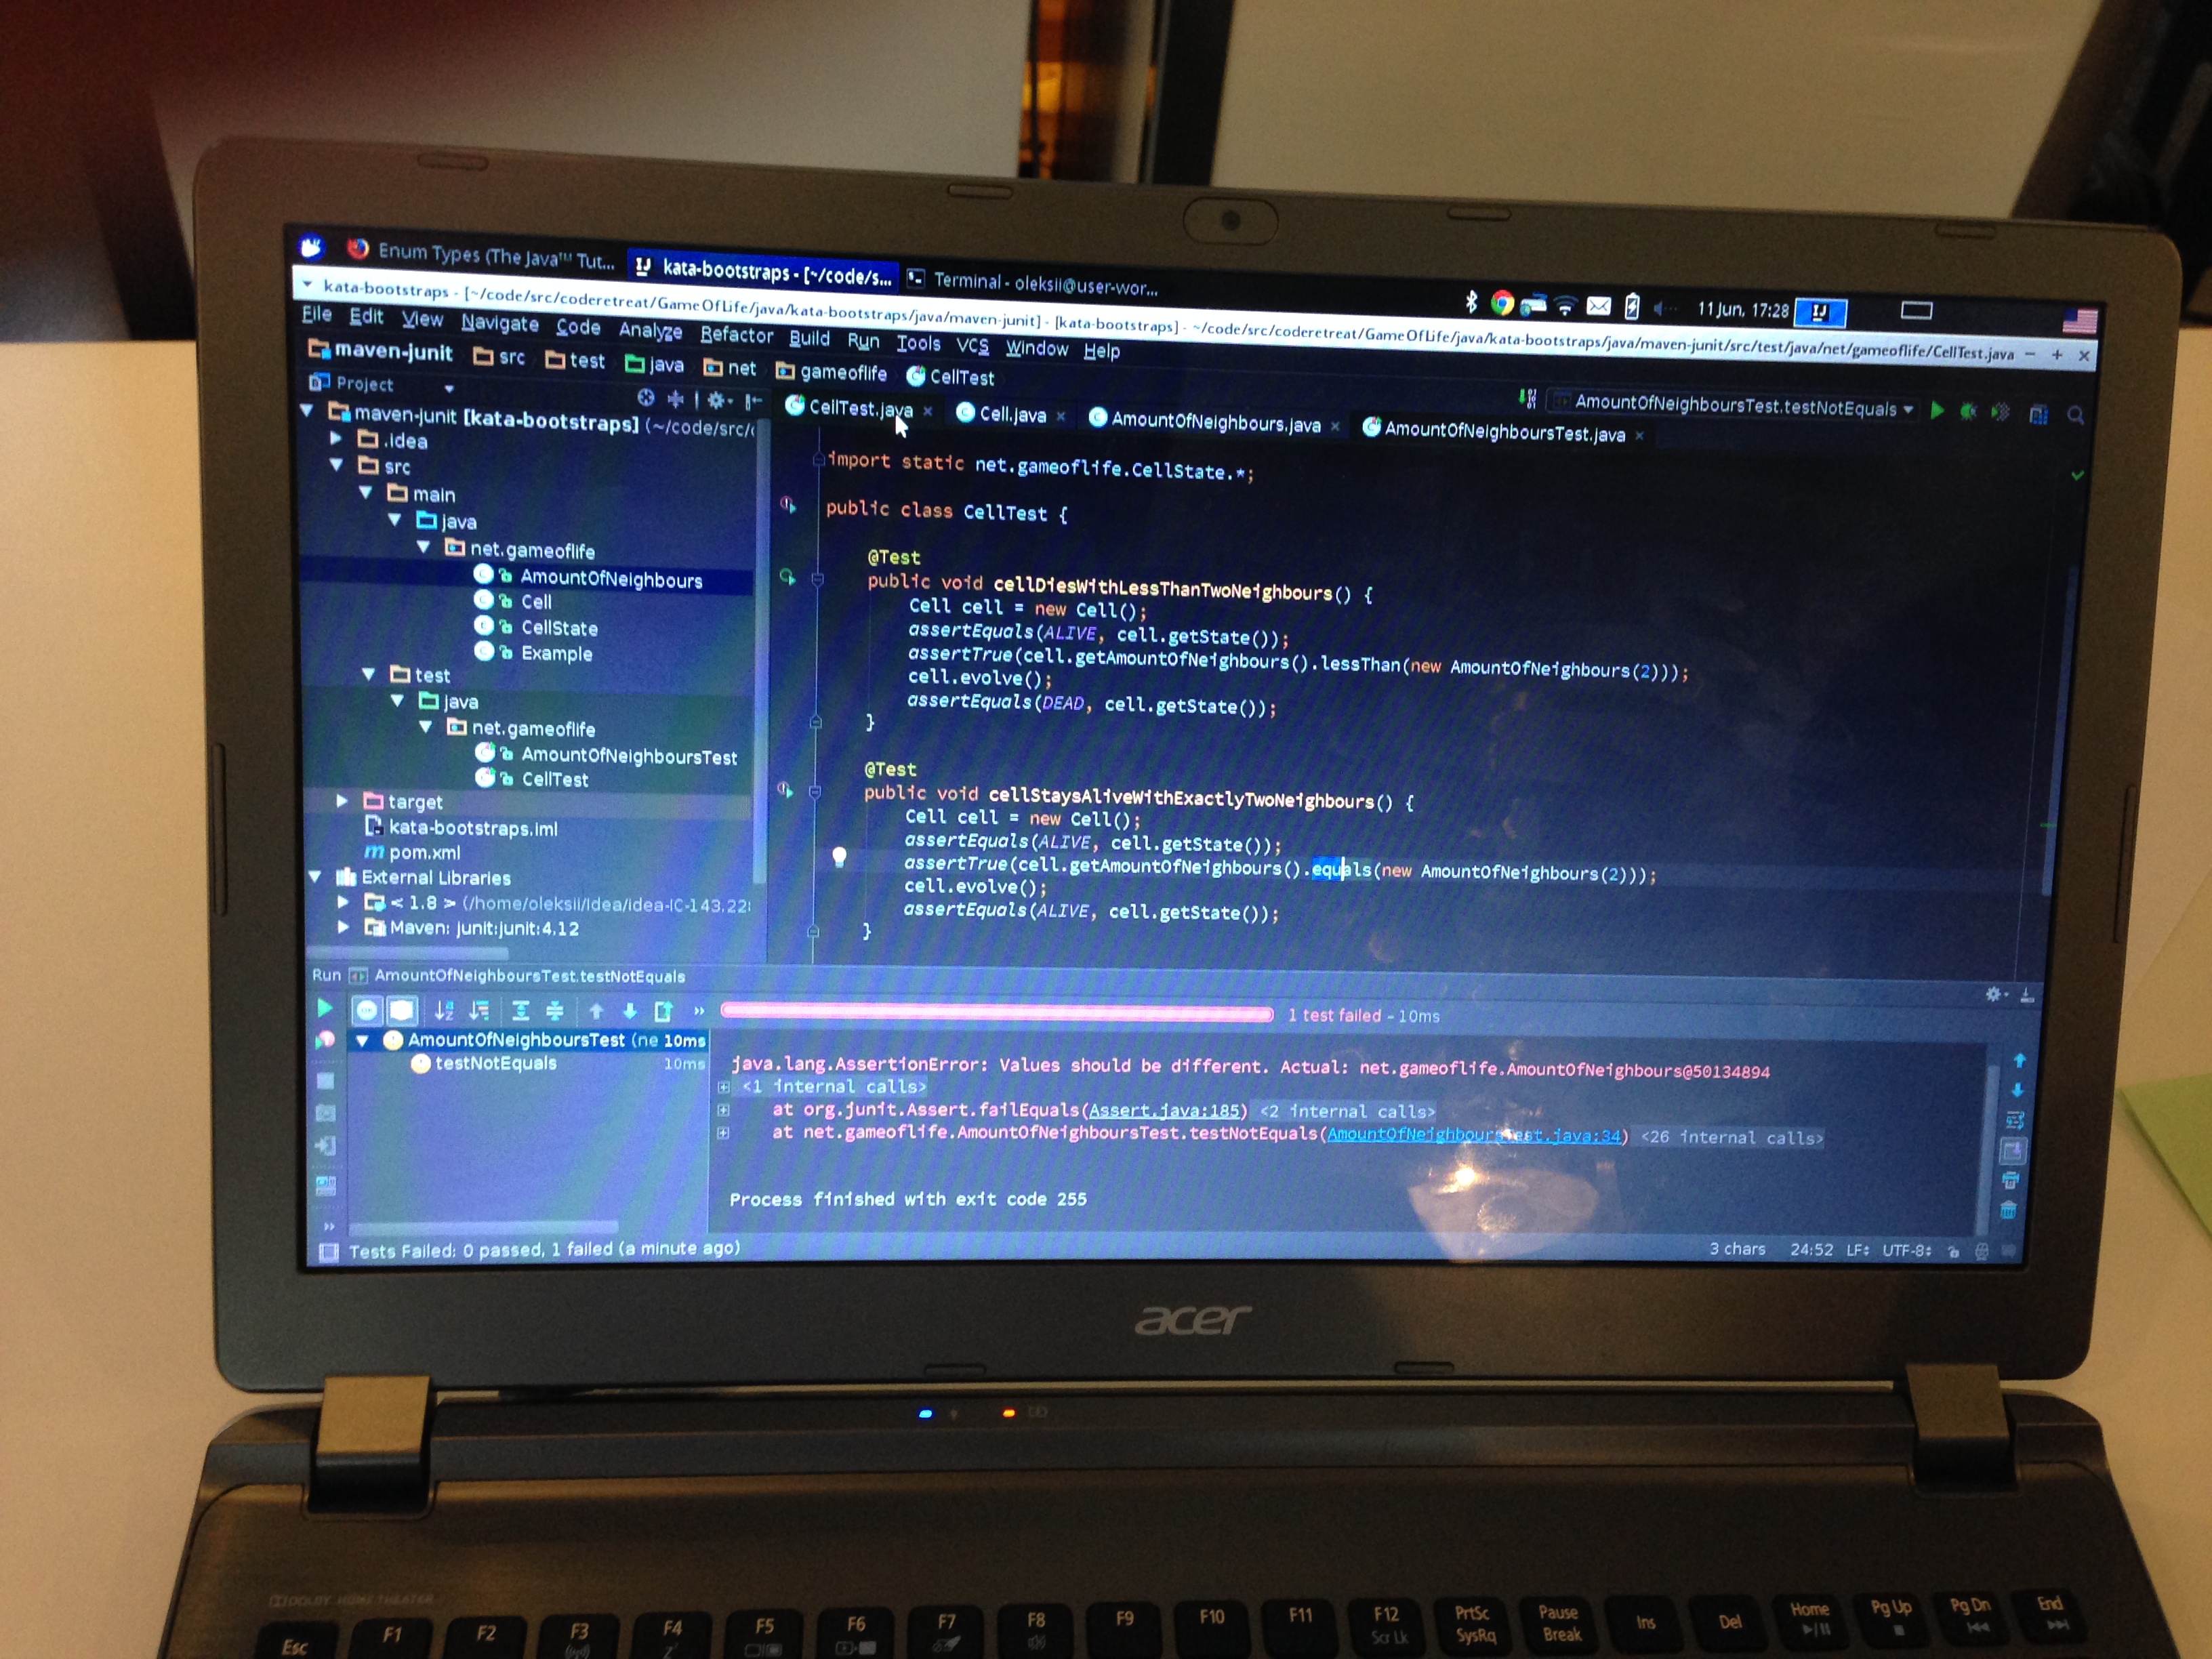 Enum Types (The Java™ Tut...
kata-bootstraps - [~/code/s...
Terminal - oleksii@user-wor...
11 Jun, 17:28
kata-bootstraps - [~/code/src/coderetreat/GameOfLife/java/kata-bootstraps/java/maven-junit] - [kata-bootstraps] - ~/code/src/coderetreat/GameOfLife/java/kata-bootstraps/java/maven-junit/src/test/java/net/gameoflife/CellTest.java
File Edit View Navigate Code Analyze Refactor Build Run Tools VCS Window Help
maven-junit src test java net gameoflife CellTest
AmountOfNeighboursTest.testNotEquals
Project
CellTest.java Cell.java AmountOfNeighbours.java AmountOfNeighboursTest.java
maven-junit [kata-bootstraps] (~/code/src/
.idea
src
main
java
net.gameoflife
AmountOfNeighbours
Cell
CellState
Example
test
java
net.gameoflife
AmountOfNeighboursTest
CellTest
target
kata-bootstraps.iml
pom.xml
External Libraries
< 1.8 > (/home/oleksii/Idea/idea-IC-143.22
Maven: junit:junit:4.12
import static net.gameoflife.CellState.*;
public class CellTest {
@Test
public void cellDiesWithLessThanTwoNeighbours() {
Cell cell = new Cell();
assertEquals(ALIVE, cell.getState());
assertTrue(cell.getAmountOfNeighbours().lessThan(new AmountOfNeighbours(2)));
cell.evolve();
assertEquals(DEAD, cell.getState());
}
@Test
public void cellStaysAliveWithExactlyTwoNeighbours() {
Cell cell = new Cell();
assertEquals(ALIVE, cell.getState());
assertTrue(cell.getAmountOfNeighbours().equals(new AmountOfNeighbours(2)));
cell.evolve();
assertEquals(ALIVE, cell.getState());
}
Run AmountOfNeighboursTest.testNotEquals
1 test failed - 10ms
AmountOfNeighboursTest (ne 10ms
testNotEquals 10ms
java.lang.AssertionError: Values should be different. Actual: net.gameoflife.AmountOfNeighbours@50134894
<1 internal calls>
at org.junit.Assert.failEquals(Assert.java:185) <2 internal calls>
at net.gameoflife.AmountOfNeighboursTest.testNotEquals(AmountOfNeighboursTest.java:34) <26 internal calls>
Process finished with exit code 255
Tests Failed: 0 passed, 1 failed (a minute ago)
3 chars 24:52 LF UTF-8
acer
DOLBY HOME THEATER
Esc F1 F2 F3 F4 F5 F6 F7 F8 F9 F10 F11 F12 PrtSc Pause Ins Del Home Pg Up Pg Dn End
Scr Lk SysRq Break